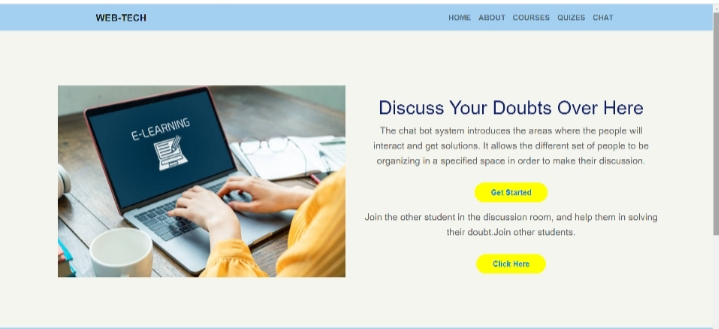 WEB-TECH
HOME ABOUT COURSES QUIZES CHAT
E-LEARNING
Discuss Your Doubts Over Here
The chat bot system introduces the areas where the people will
interact and get solutions. It allows the different set of people to be
organizing in a specified space in order to make their discussion.
Get Started
Join the other student in the discussion room, and help them in solving
their doubt.Join other students.
Click Here